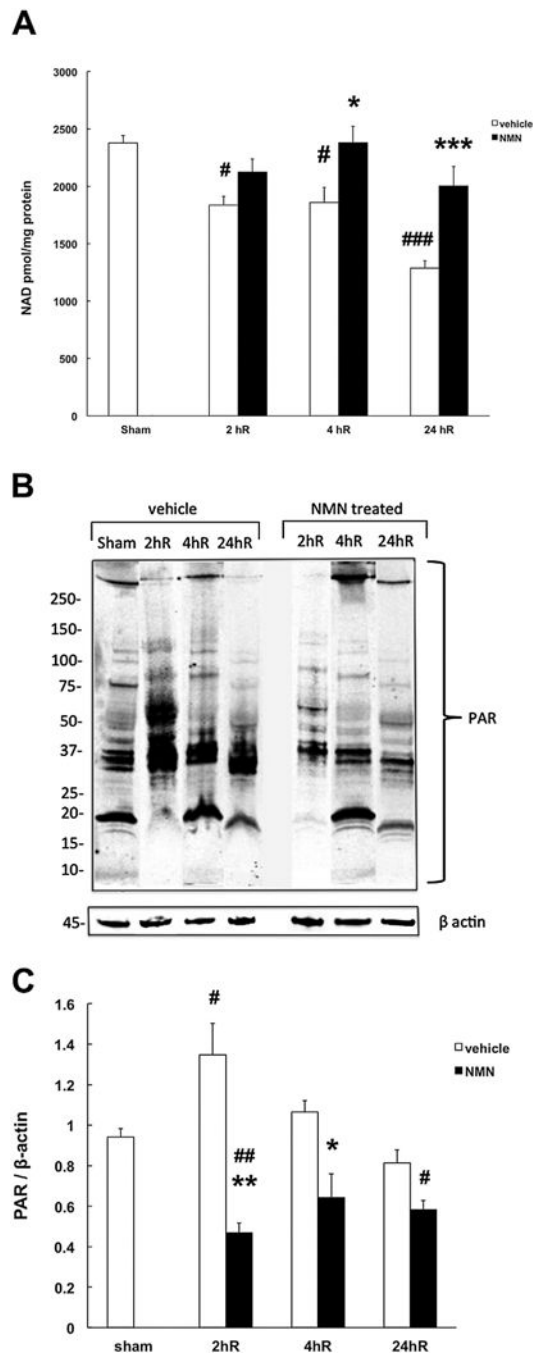 A
3000
2500
2000
1500
1000
500
0
NAD pmol/mg protein
vehicle
NMN
#
#
*
###
***
Sham 2 hR 4 hR 24 hR
B
vehicle NMN treated
Sham 2hR 4hR 24hR 2hR 4hR 24hR
250-
150-
100-
75-
50-
37-
25-
20-
15-
10-
PAR
45- β actin
C
1.6
1.4
1.2
1
0.8
0.6
0.4
0.2
0
PAR / β-actin
vehicle
NMN
#
##
**
*
#
sham 2hR 4hR 24hR